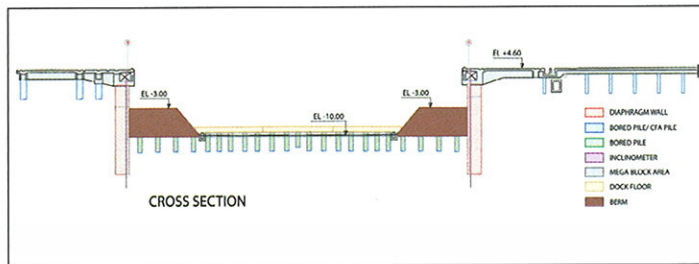 EL +4.60
EL -3.00
EL -3.00
EL -10.00
DIAPHRAGM WALL
BORED PILE/ CFA PILE
BORED PILE
INCLINOMETER
MEGA BLOCK AREA
DOCK FLOOR
BERM
CROSS SECTION